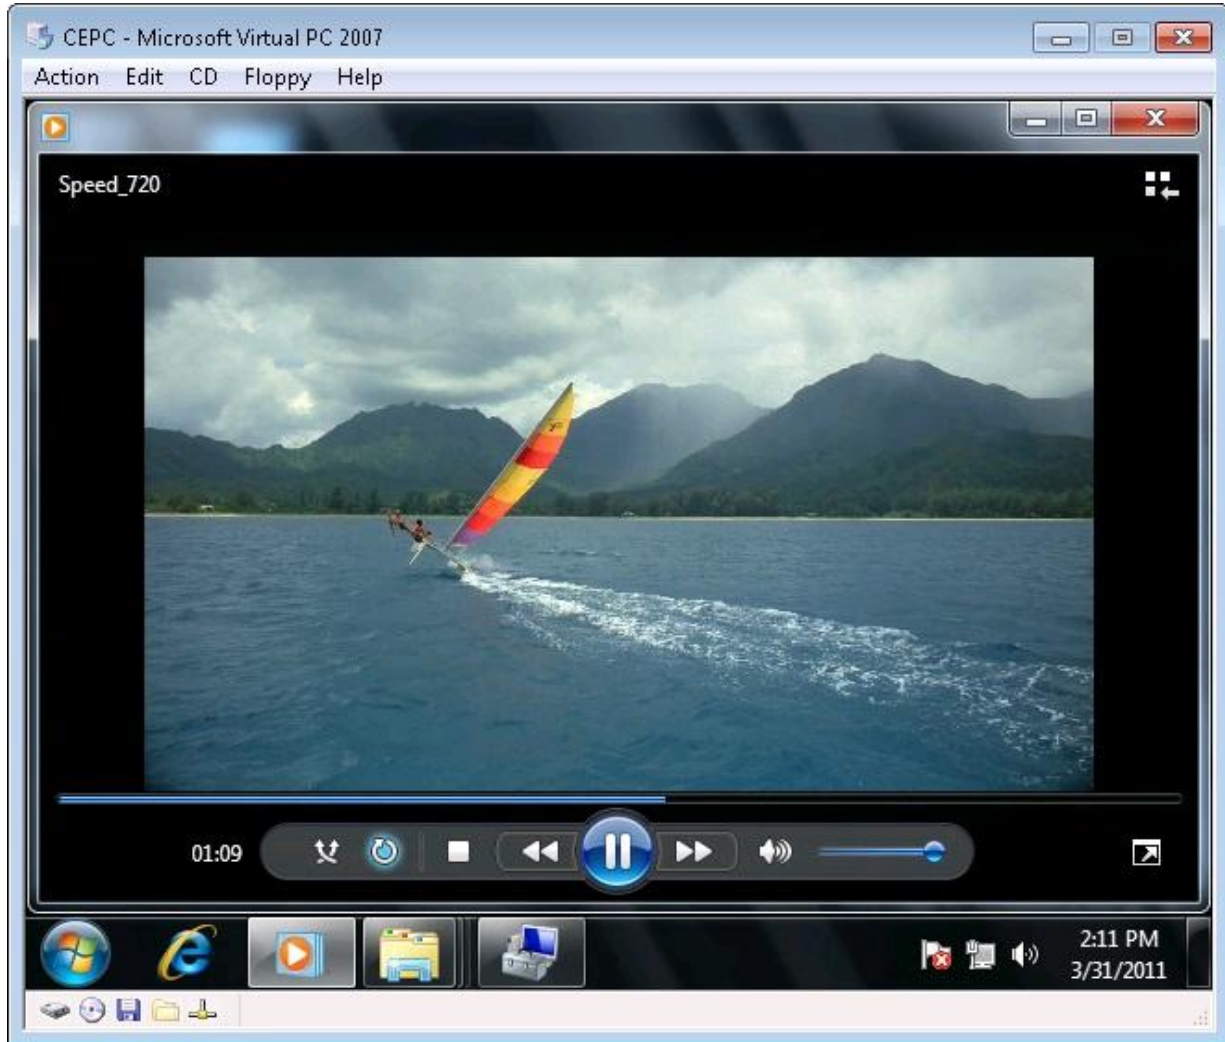 CEPC - Microsoft Virtual PC 2007
Action Edit CD Floppy Help
Speed_720
01:09
2:11 PM
3/31/2011